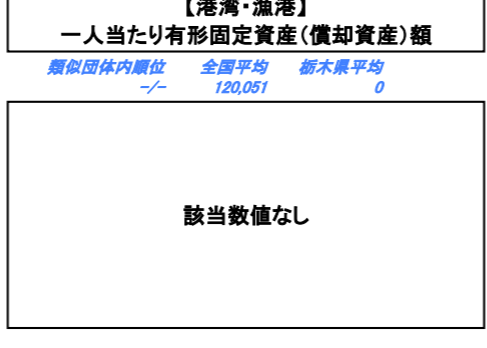 【港湾・漁港】
一人当たり有形固定資産（償却資産）額
類似団体内順位 全国平均 栃木県平均
-/- 120,051 0
該当数値なし